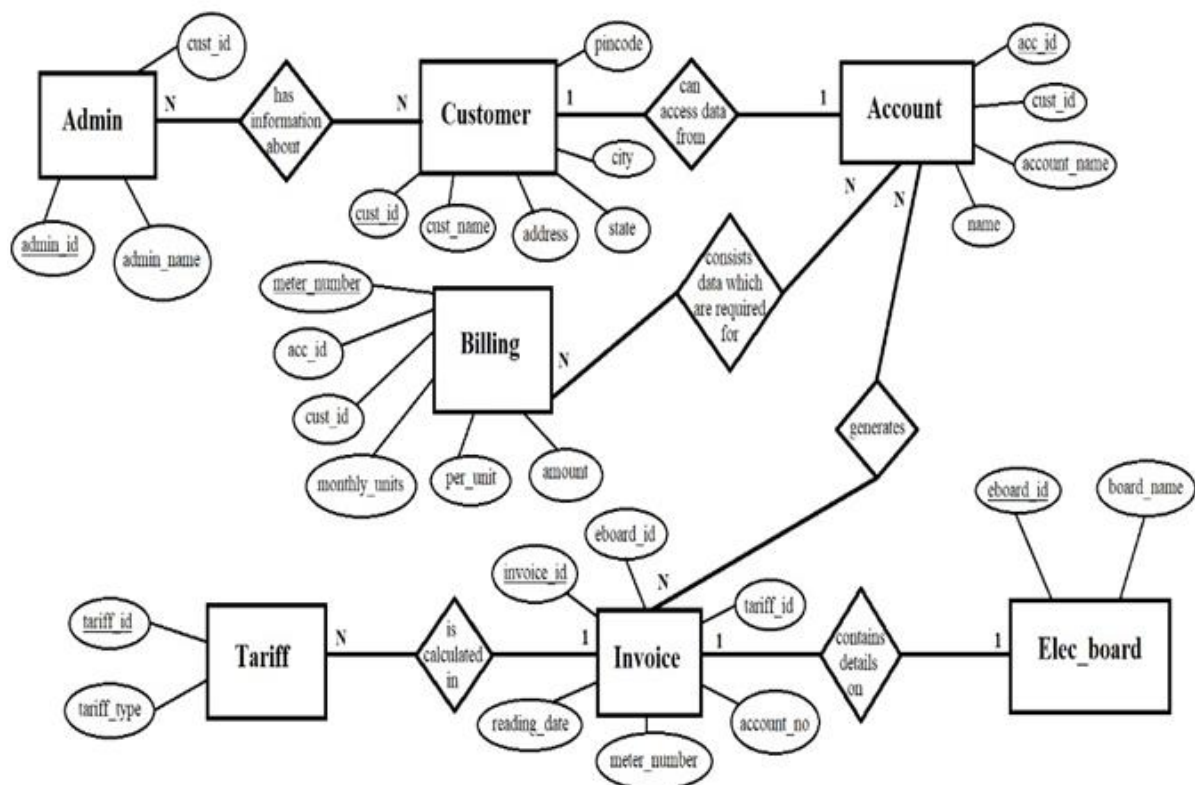 cust_id
pincode
acc_id
Admin
N
has
information
about
N
Customer
1
can
access data
from
1
Account
cust_id
city
account_name
admin_id
admin_name
cust_id
cust_name
address
state
N
N
name
meter_number
consists
data which
are required
for
acc_id
Billing
N
cust_id
generates
monthly_units
per_unit
amount
eboard_id
board_name
eboard_id
invoice_id
N
tariff_id
tariff_id
Tariff
N
is
calculated
in
1
Invoice
1
contains
details
on
1
Elec_board
tariff_type
reading_date
account_no
meter_number